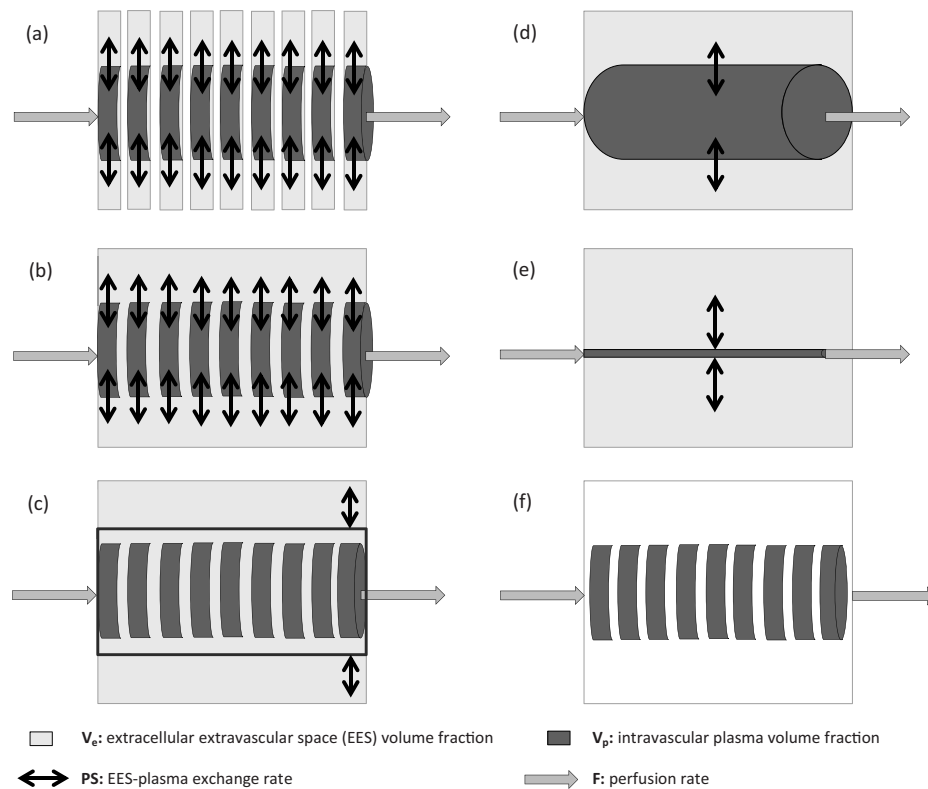 (a)
(d)
(b)
(e)
(c)
(f)
Ve: extracellular extravascular space (EES) volume fraction
Vp: intravascular plasma volume fraction
PS: EES-plasma exchange rate
F: perfusion rate